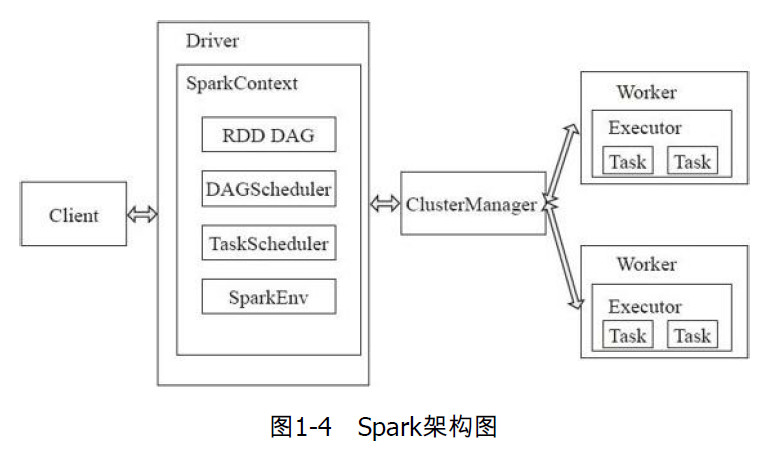 Driver
SparkContext
RDD DAG
DAGScheduler
TaskScheduler
SparkEnv
Client
ClusterManager
Worker
Executor
Task Task
Worker
Executor
Task Task
图1-4 Spark架构图